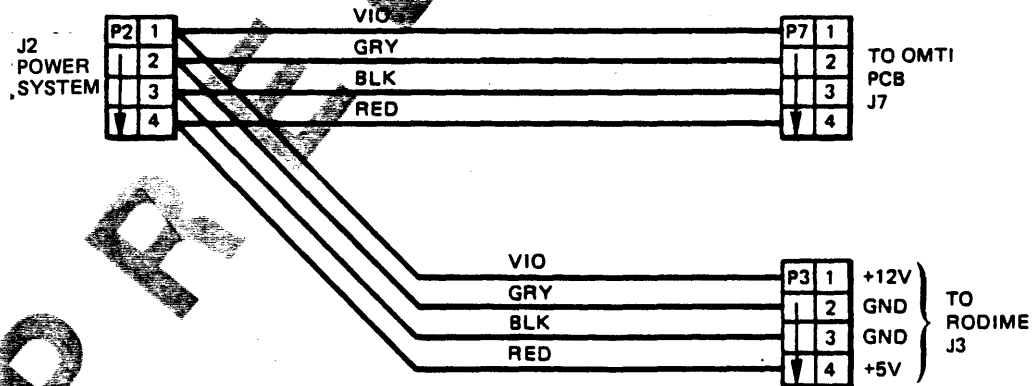 VIO
P2 1
P7 1
J2
POWER
SYSTEM
GRY
2
2
TO OMTI
PCB
J7
BLK
3
3
RED
4
4
VIO
P3 1 +12V
GRY
2 GND
TO
RODIME
J3
BLK
3 GND
RED
4 +5V